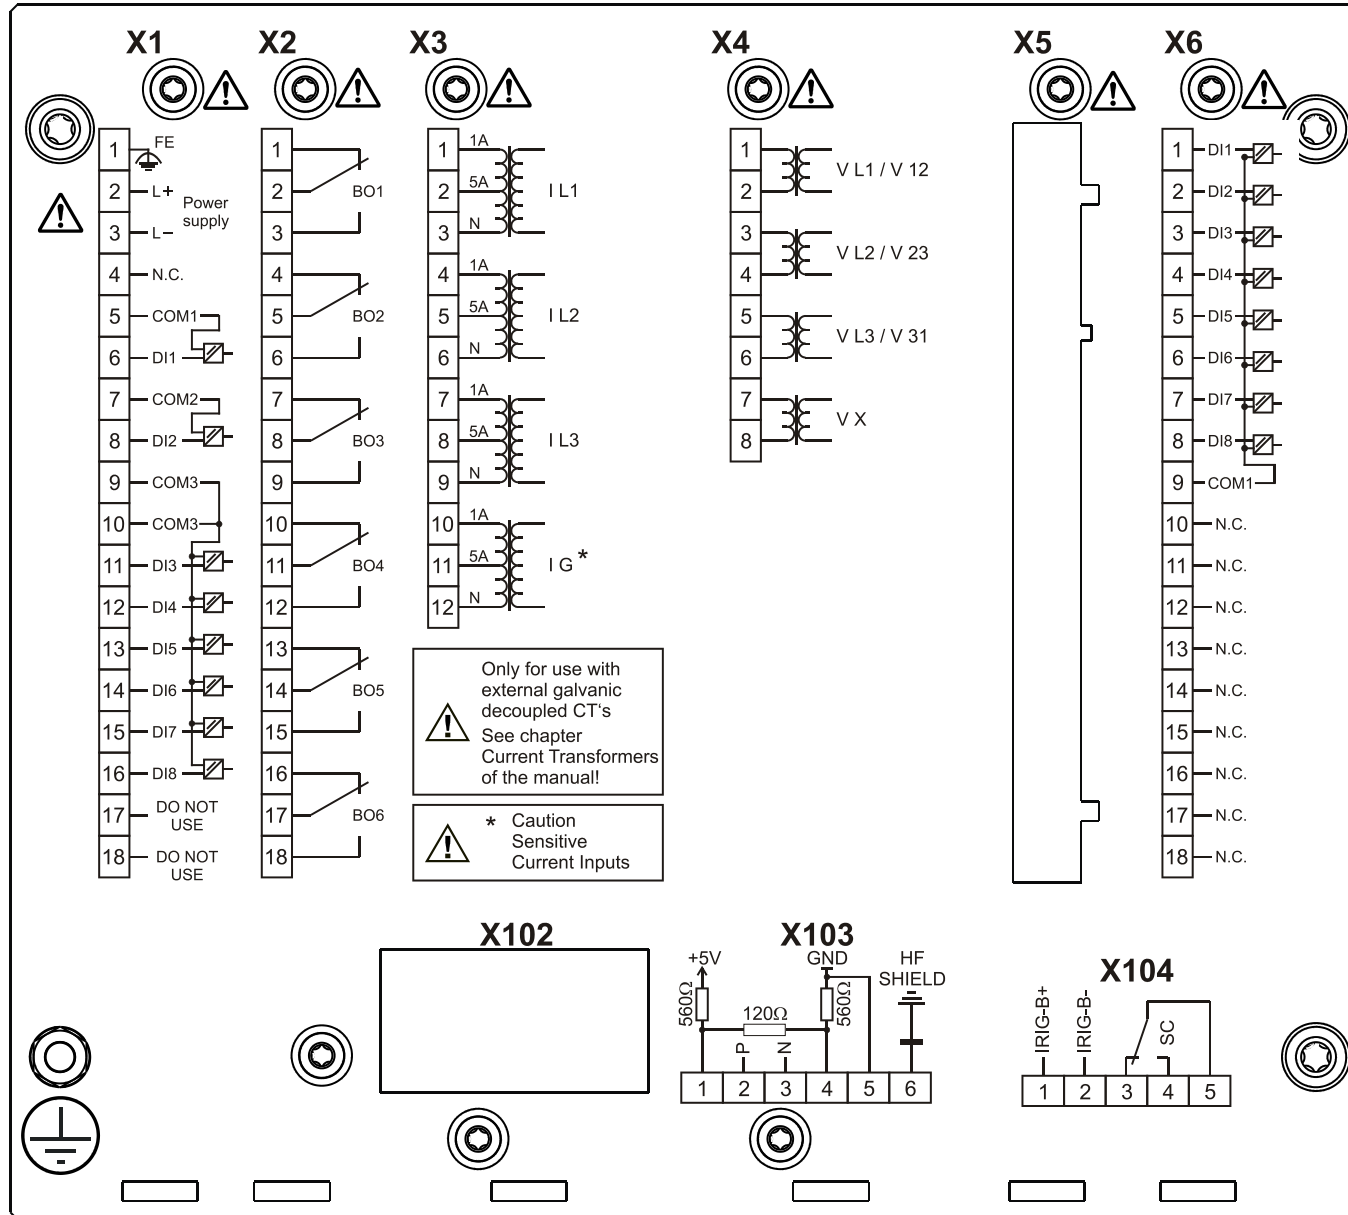 X1
X2
X3
X4
X5
X6
1 FE
2 L+
Power
supply
3 L–
4 N.C.
5 COM1
6 DI1
7 COM2
8 DI2
9 COM3
10 COM3
11 DI3
12 DI4
13 DI5
14 DI6
15 DI7
16 DI8
17 DO NOT
USE
18 DO NOT
USE
1
2 BO1
3
4
5 BO2
6
7
8 BO3
9
10
11 BO4
12
13
14 BO5
15
16
17 BO6
18
1 1A
2 5A I L1
3 N
4 1A
5 5A I L2
6 N
7 1A
8 5A I L3
9 N
10 1A
11 5A I G *
12 N
Only for use with
external galvanic
decoupled CT‘s
See chapter
Current Transformers
of the manual!
* Caution
Sensitive
Current Inputs
1
V L1 / V 12
2
3
V L2 / V 23
4
5
V L3 / V 31
6
7
V X
8
1 DI1
2 DI2
3 DI3
4 DI4
5 DI5
6 DI6
7 DI7
8 DI8
9 COM1
10 N.C.
11 N.C.
12 N.C.
13 N.C.
14 N.C.
15 N.C.
16 N.C.
17 N.C.
18 N.C.
X102
X103
+5V
GND
HF
SHIELD
560Ω
120Ω
560Ω
P
N
1 2 3 4 5 6
X104
IRIG-B+
IRIG-B-
SC
1 2 3 4 5